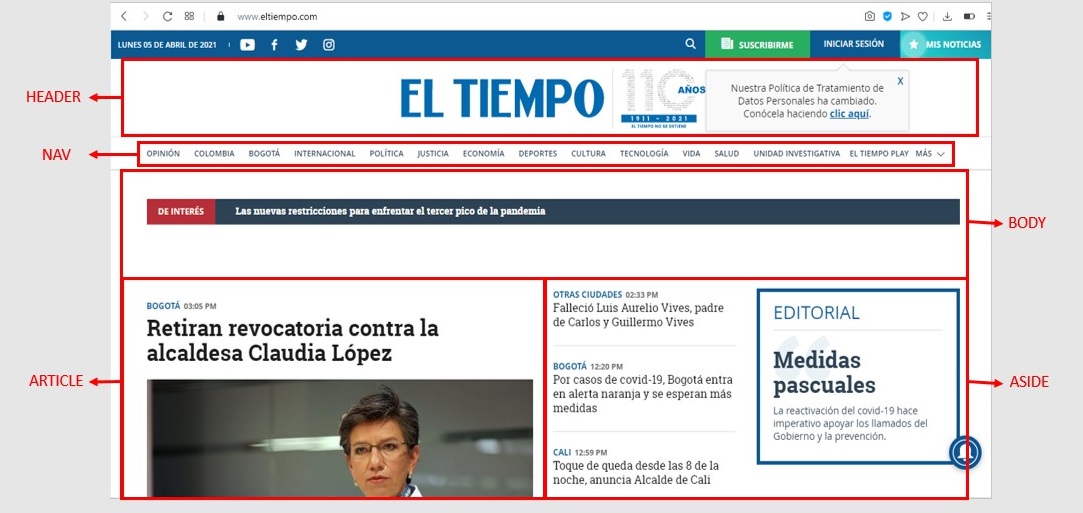 www.eltiempo.com
LUNES 05 DE ABRIL DE 2021
SUSCRIBIRME
INICIAR SESIÓN
MIS NOTICIAS
HEADER
EL TIEMPO
110 AÑOS
1911 - 2021
EL TIEMPO NO SE DETIENE
X
Nuestra Política de Tratamiento de
Datos Personales ha cambiado.
Conócela haciendo clic aquí.
NAV
OPINIÓN COLOMBIA BOGOTÁ INTERNACIONAL POLÍTICA JUSTICIA ECONOMÍA DEPORTES CULTURA TECNOLOGÍA VIDA SALUD UNIDAD INVESTIGATIVA EL TIEMPO PLAY MÁS
DE INTERÉS Las nuevas restricciones para enfrentar el tercer pico de la pandemia
BODY
ARTICLE
BOGOTÁ 03:05 PM
Retiran revocatoria contra la
alcaldesa Claudia López
OTRAS CIUDADES 02:33 PM
Falleció Luis Aurelio Vives, padre
de Carlos y Guillermo Vives
BOGOTÁ 12:20 PM
Por casos de covid-19, Bogotá entra
en alerta naranja y se esperan más
medidas
CALI 12:59 PM
Toque de queda desde las 8 de la
noche, anuncia Alcalde de Cali
EDITORIAL
Medidas
pascuales
La reactivación del covid-19 hace
imperativo apoyar los llamados del
Gobierno y la prevención.
ASIDE